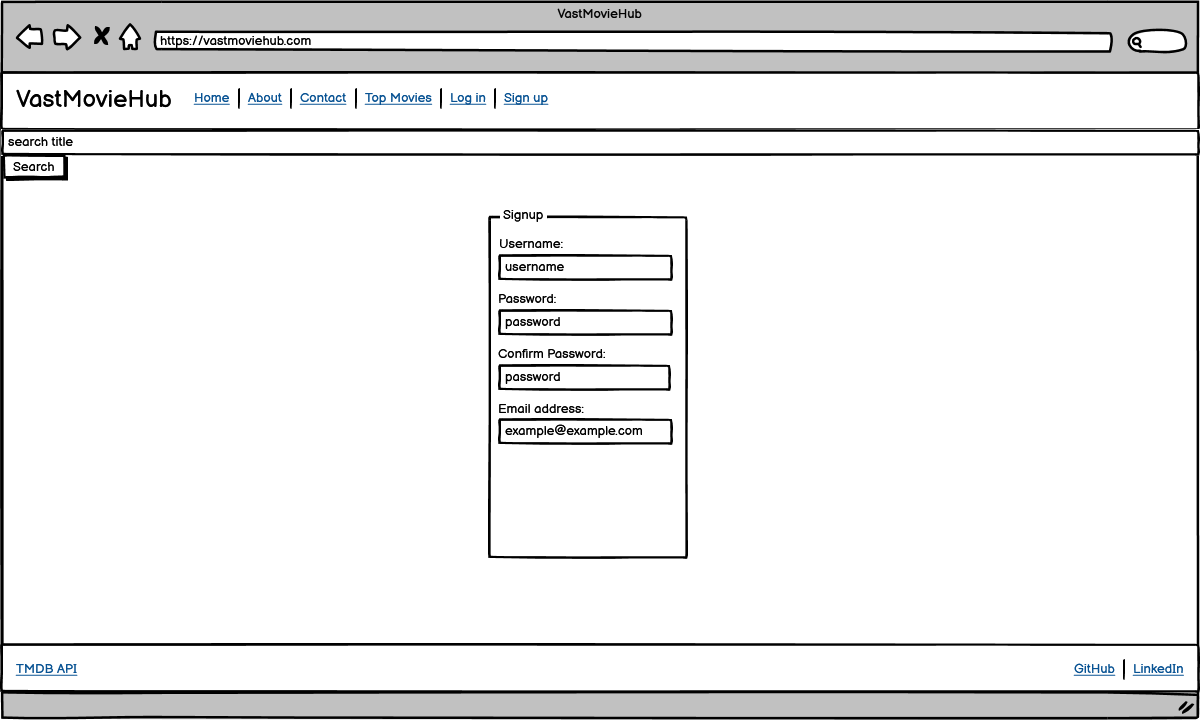 VastMovieHub
https://vastmoviehub.com
VastMovieHub Home About Contact Top Movies Log in Sign up
search title
Search
Signup
Username:
username
Password:
password
Confirm Password:
password
Email address:
example@example.com
TMDB API GitHub LinkedIn